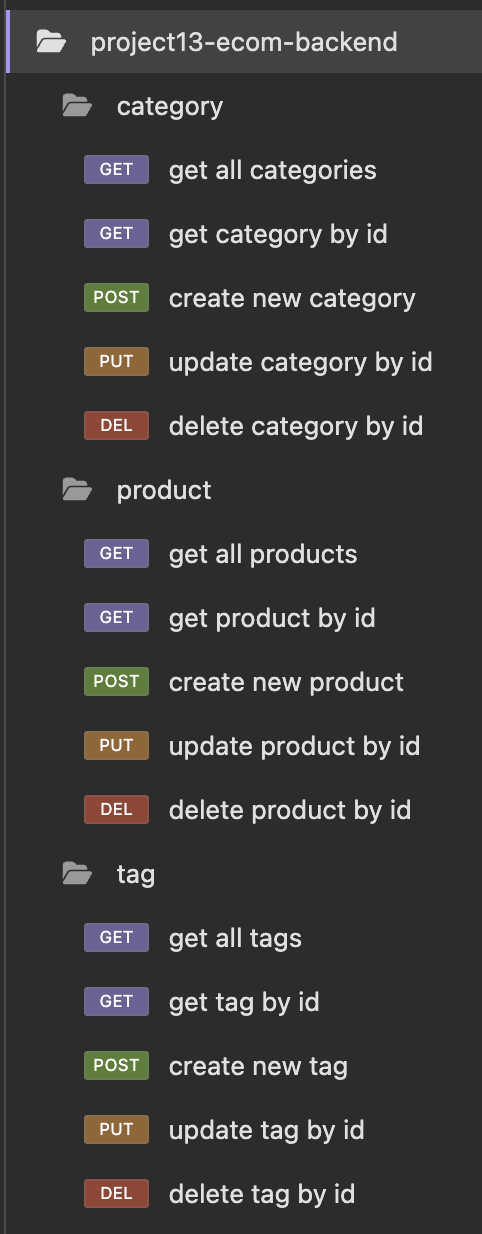 project13-ecom-backend
category
GET get all categories
GET get category by id
POST create new category
PUT update category by id
DEL delete category by id
product
GET get all products
GET get product by id
POST create new product
PUT update product by id
DEL delete product by id
tag
GET get all tags
GET get tag by id
POST create new tag
PUT update tag by id
DEL delete tag by id